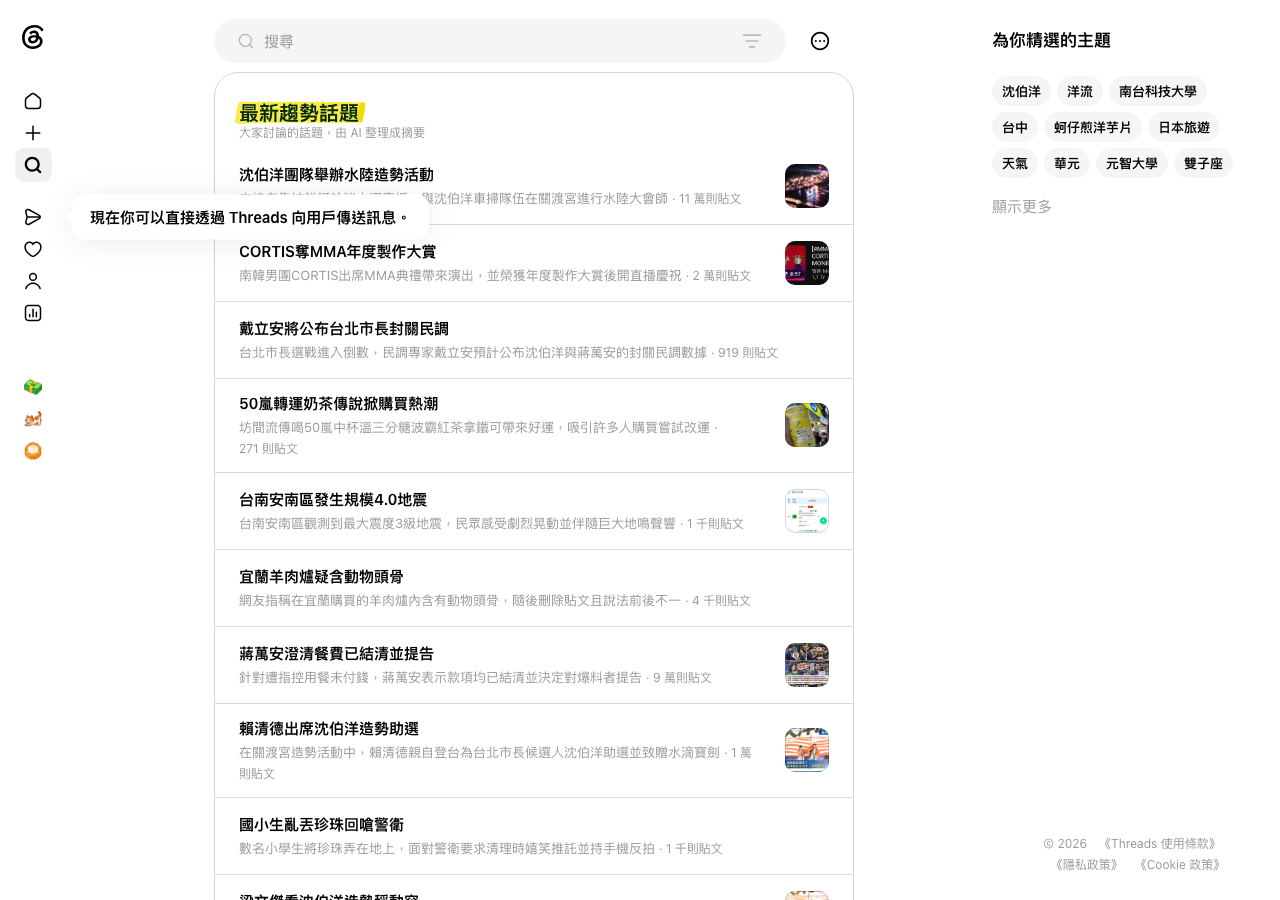 搜尋
最新趨勢話題
大家討論的話題，由 AI 整理成摘要
沈伯洋團隊舉辦水陸造勢活動
與沈伯洋車掃隊伍在關渡宮進行水陸大會師 · 11 萬則貼文
現在你可以直接透過 Threads 向用戶傳送訊息。
CORTIS奪MMA年度製作大賞
南韓男團CORTIS出席MMA典禮帶來演出，並榮獲年度製作大賞後開直播慶祝 · 2 萬則貼文
戴立安將公布台北市長封關民調
台北市長選戰進入倒數，民調專家戴立安預計公布沈伯洋與蔣萬安的封關民調數據 · 919 則貼文
50嵐轉運奶茶傳說掀購買熱潮
坊間流傳喝50嵐中杯溫三分糖波霸紅茶拿鐵可帶來好運，吸引許多人購買嘗試改運 ·
271 則貼文
台南安南區發生規模4.0地震
台南安南區觀測到最大震度3級地震，民眾感受劇烈晃動並伴隨巨大地鳴聲響 · 1 千則貼文
宜蘭羊肉爐疑含動物頭骨
網友指稱在宜蘭購買的羊肉爐內含有動物頭骨，隨後刪除貼文且說法前後不一 · 4 千則貼文
蔣萬安澄清餐費已結清並提告
針對遭指控用餐未付錢，蔣萬安表示款項均已結清並決定對爆料者提告 · 9 萬則貼文
賴清德出席沈伯洋造勢助選
在關渡宮造勢活動中，賴清德親自登台為台北市長候選人沈伯洋助選並致贈水滴寶劍 · 1 萬
則貼文
國小生亂丟珍珠回嗆警衛
數名小學生將珍珠弄在地上，面對警衛要求清理時嬉笑推託並持手機反拍 · 1 千則貼文
為你精選的主題
沈伯洋 洋流 南台科技大學
台中 蚵仔煎洋芋片 日本旅遊
天氣 華元 元智大學 雙子座
顯示更多
© 2026 《Threads 使用條款》
《隱私政策》 《Cookie 政策》